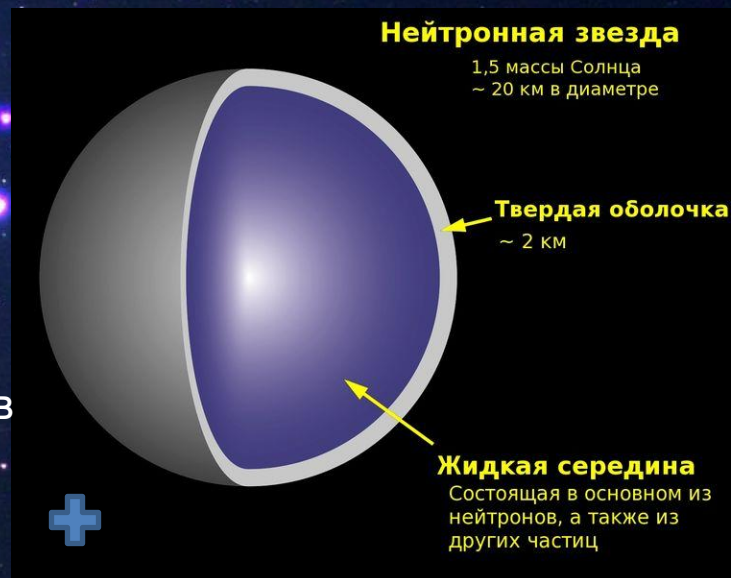 Нейтронная звезда
1,5 массы Солнца
~ 20 км в диаметре
Твердая оболочка
~ 2 км
в
Жидкая середина
Состоящая в основном из
нейтронов, а также из
других частиц